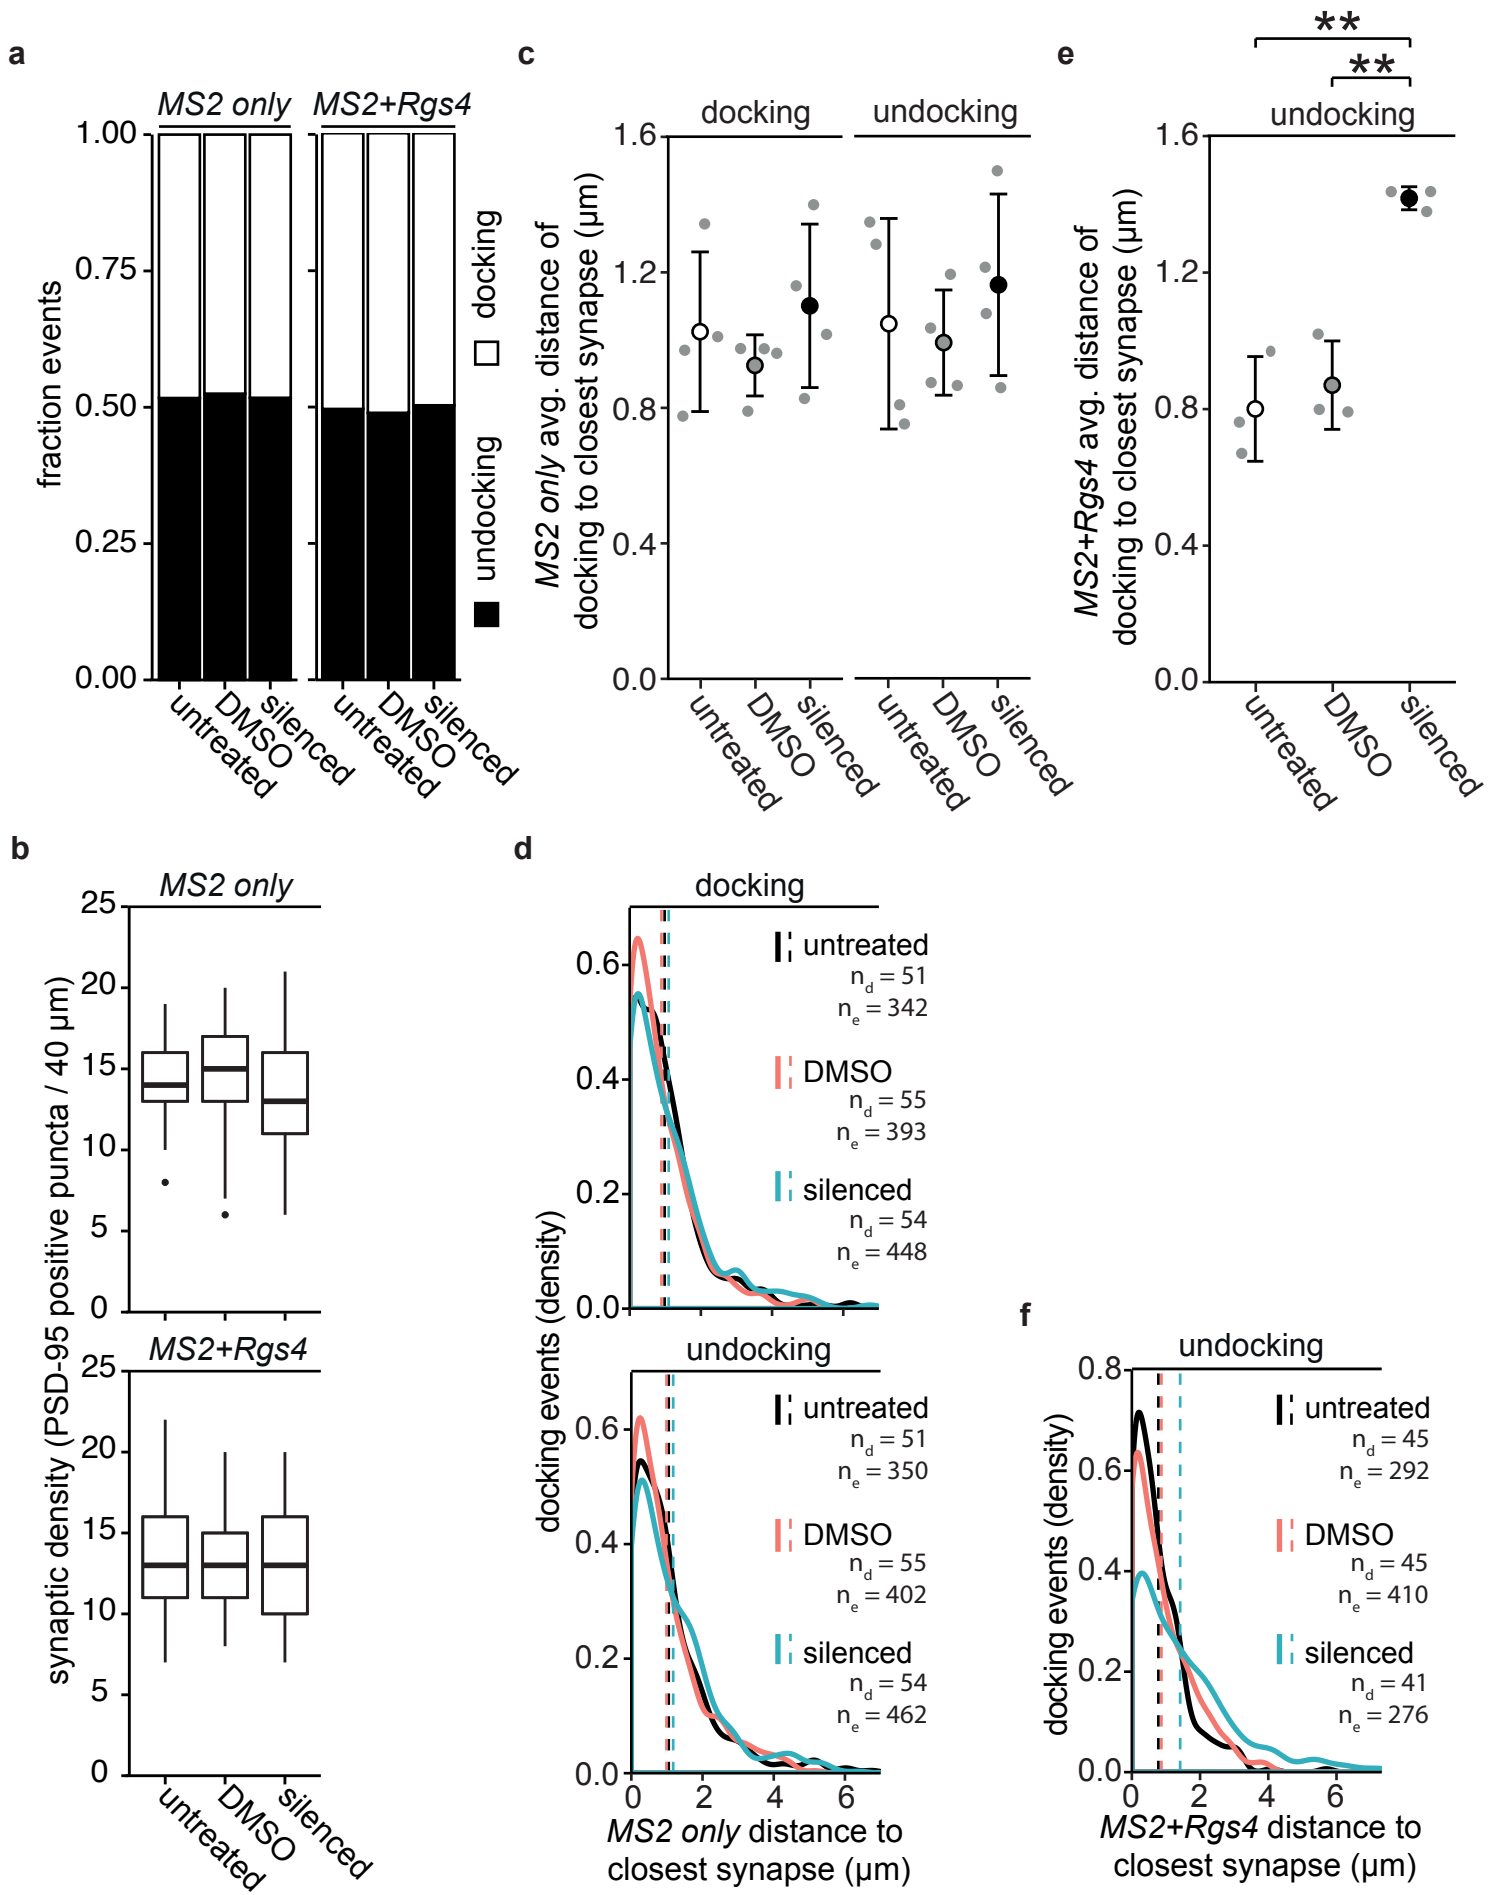 a
MS2 only
MS2+Rgs4
1.00
0.75
0.50
0.25
0.00
fraction events
untreated
DMSO
silenced
untreated
DMSO
silenced
undocking
docking
b
MS2 only
25
20
15
10
5
0
MS2+Rgs4
25
20
15
10
5
0
synaptic density (PSD-95 positive puncta / 40 µm)
untreated
DMSO
silenced
c
docking
undocking
1.6
1.2
0.8
0.4
0.0
MS2 only avg. distance of
docking to closest synapse (µm)
untreated
DMSO
silenced
untreated
DMSO
silenced
d
docking
0.6
0.4
0.2
0.0
untreated
nd = 51
ne = 342
DMSO
nd = 55
ne = 393
silenced
nd = 54
ne = 448
docking events (density)
undocking
0.6
0.4
0.2
0.0
untreated
nd = 51
ne = 350
DMSO
nd = 55
ne = 402
silenced
nd = 54
ne = 462
0 2 4 6
MS2 only distance to
closest synapse (µm)
e
**
**
undocking
1.6
1.2
0.8
0.4
0.0
MS2+Rgs4 avg. distance of
docking to closest synapse (µm)
untreated
DMSO
silenced
f
undocking
0.8
0.6
0.4
0.2
0.0
docking events (density)
untreated
nd = 45
ne = 292
DMSO
nd = 45
ne = 410
silenced
nd = 41
ne = 276
0 2 4 6
MS2+Rgs4 distance to
closest synapse (µm)